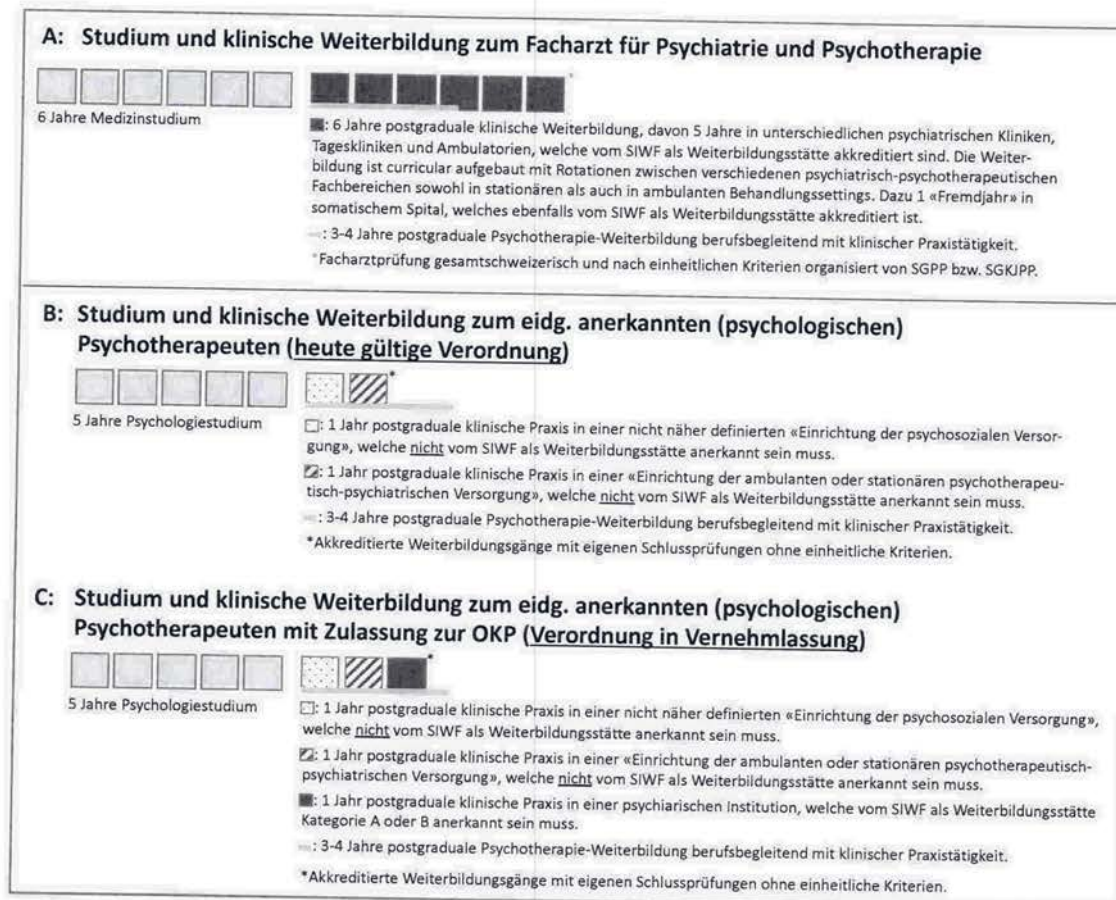 A: Studium und klinische Weiterbildung zum Facharzt für Psychiatrie und Psychotherapie
6 Jahre Medizinstudium
: 6 Jahre postgraduale klinische Weiterbildung, davon 5 Jahre in unterschiedlichen psychiatrischen Kliniken,
Tageskliniken und Ambulatorien, welche vom SIWF als Weiterbildungsstätte akkreditiert sind. Die Weiter-
bildung ist curricular aufgebaut mit Rotationen zwischen verschiedenen psychiatrisch-psychotherapeutischen
Fachbereichen sowohl in stationären als auch in ambulanten Behandlungssettings. Dazu 1 «Fremdjahr» in
somatischem Spital, welches ebenfalls vom SIWF als Weiterbildungsstätte akkreditiert ist.
: 3-4 Jahre postgraduale Psychotherapie-Weiterbildung berufsbegleitend mit klinischer Praxistätigkeit.
*Facharztprüfung gesamtschweizerisch und nach einheitlichen Kriterien organisiert von SGPP bzw. SGKJPP.
B: Studium und klinische Weiterbildung zum eidg. anerkannten (psychologischen)
Psychotherapeuten (heute gültige Verordnung)
*
5 Jahre Psychologiestudium
: 1 Jahr postgraduale klinische Praxis in einer nicht näher definierten «Einrichtung der psychosozialen Versor-
gung», welche nicht vom SIWF als Weiterbildungsstätte anerkannt sein muss.
: 1 Jahr postgraduale klinische Praxis in einer «Einrichtung der ambulanten oder stationären psychotherapeu-
tisch-psychiatrischen Versorgung», welche nicht vom SIWF als Weiterbildungsstätte anerkannt sein muss.
: 3-4 Jahre postgraduale Psychotherapie-Weiterbildung berufsbegleitend mit klinischer Praxistätigkeit.
*Akkreditierte Weiterbildungsgänge mit eigenen Schlussprüfungen ohne einheitliche Kriterien.
C: Studium und klinische Weiterbildung zum eidg. anerkannten (psychologischen)
Psychotherapeuten mit Zulassung zur OKP (Verordnung in Vernehmlassung)
*
5 Jahre Psychologiestudium
: 1 Jahr postgraduale klinische Praxis in einer nicht näher definierten «Einrichtung der psychosozialen Versorgung»,
welche nicht vom SIWF als Weiterbildungsstätte anerkannt sein muss.
: 1 Jahr postgraduale klinische Praxis in einer «Einrichtung der ambulanten oder stationären psychotherapeutisch-
psychiatrischen Versorgung», welche nicht vom SIWF als Weiterbildungsstätte anerkannt sein muss.
: 1 Jahr postgraduale klinische Praxis in einer psychiarischen Institution, welche vom SIWF als Weiterbildungsstätte
Kategorie A oder B anerkannt sein muss.
: 3-4 Jahre postgraduale Psychotherapie-Weiterbildung berufsbegleitend mit klinischer Praxistätigkeit.
*Akkreditierte Weiterbildungsgänge mit eigenen Schlussprüfungen ohne einheitliche Kriterien.